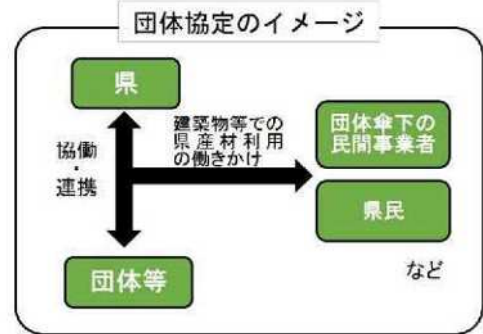 団体協定のイメージ
県
協働
・
連携
建築物等での
県産材利用
の働きかけ
団体傘下の
民間事業者
県民
など
団体等